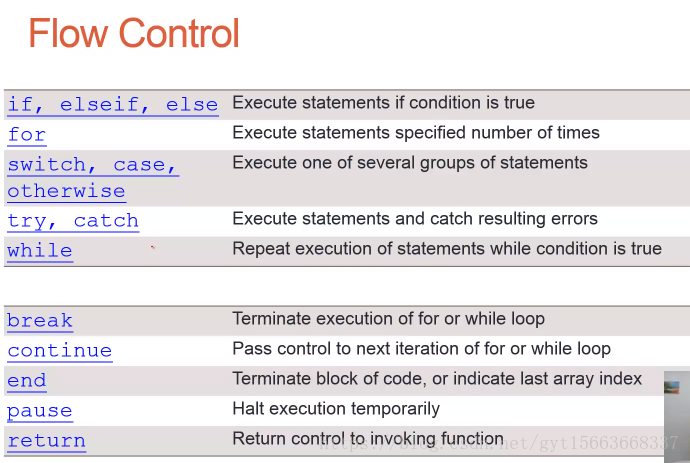 Flow Control
if, elseif, else Execute statements if condition is true
for Execute statements specified number of times
switch, case, Execute one of several groups of statements
otherwise
try, catch Execute statements and catch resulting errors
while Repeat execution of statements while condition is true
break Terminate execution of for or while loop
continue Pass control to next iteration of for or while loop
end Terminate block of code, or indicate last array index
pause Halt execution temporarily
return Return control to invoking function
https://blog.csdn.net/gyt15663668337